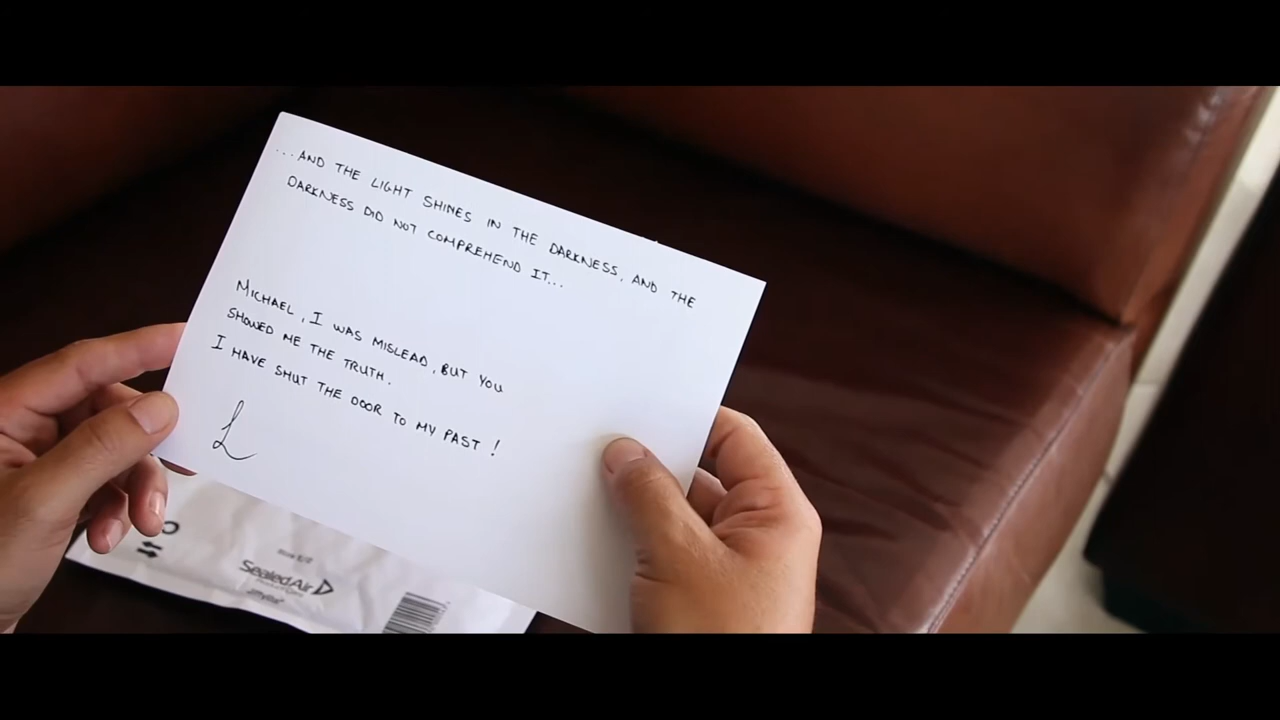 ...AND THE LIGHT SHINES IN THE DARKNESS, AND THE
DARKNESS DID NOT COMPREHEND IT...
MICHAEL, I WAS MISLEAD, BUT YOU
SHOWED ME THE TRUTH.
I HAVE SHUT THE DOOR TO MY PAST!
L
SealedAir